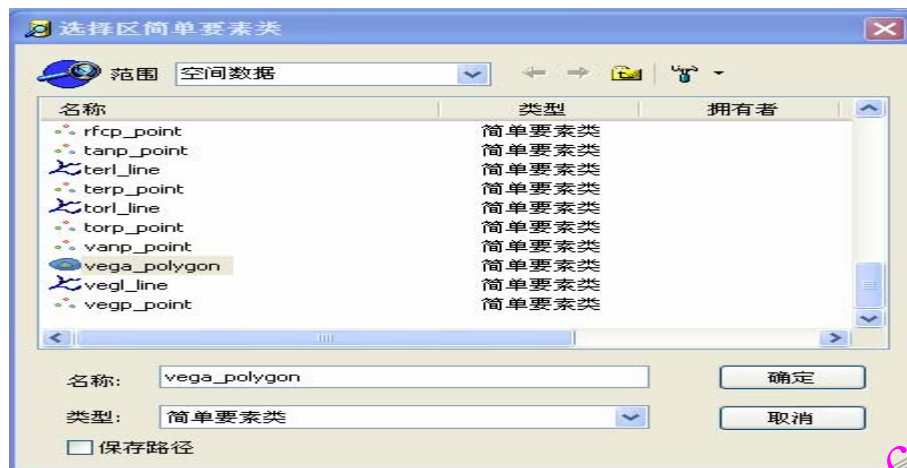 选择区简单要素类
范围 空间数据
名称 类型 拥有者
rfcp_point 简单要素类
tanp_point 简单要素类
terl_line 简单要素类
terp_point 简单要素类
torl_line 简单要素类
torp_point 简单要素类
vanp_point 简单要素类
vega_polygon 简单要素类
vegl_line 简单要素类
vegp_point 简单要素类
名称: vega_polygon 确定
类型: 简单要素类 取消
保存路径